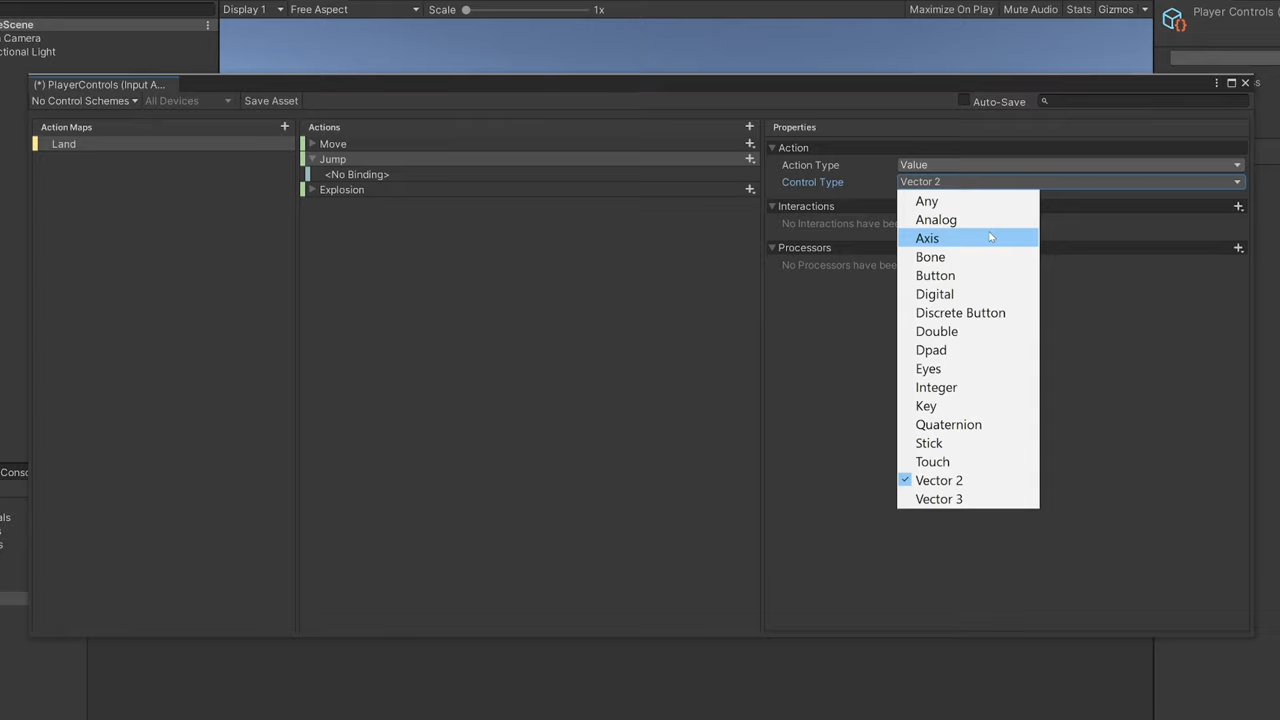 Display 1 Free Aspect Scale 1x Maximize On Play Mute Audio Stats Gizmos
Player Controls (
eScene
Camera
ctional Light
(*) PlayerControls (Input A...
No Control Schemes All Devices Save Asset Auto-Save
Action Maps
Land
Actions
Move
Jump
<No Binding>
Explosion
Properties
Action
Action Type Value
Control Type Vector 2
Interactions
No Interactions have bee
Processors
No Processors have bee
Any
Analog
Axis
Bone
Button
Digital
Discrete Button
Double
Dpad
Eyes
Integer
Key
Quaternion
Stick
Touch
Vector 2
Vector 3
Conso
als
s
s